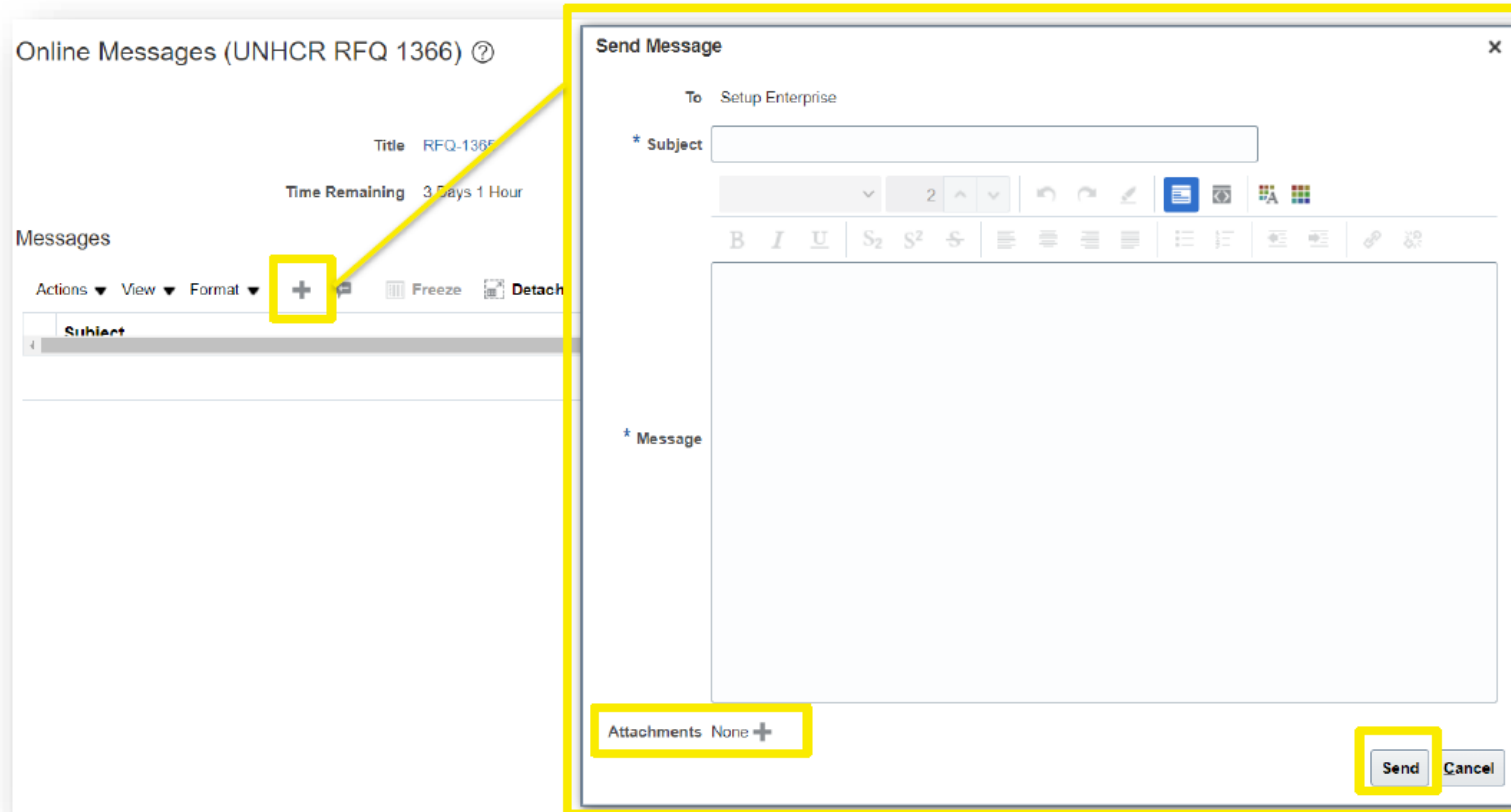 Online Messages (UNHCR RFQ 1366)
Title RFQ-1365
Time Remaining 3 Days 1 Hour
Messages
Actions View Format Freeze Detach
Subject
Send Message
To Setup Enterprise
* Subject
2
B I U S2 S2 S
* Message
Attachments None
Send Cancel